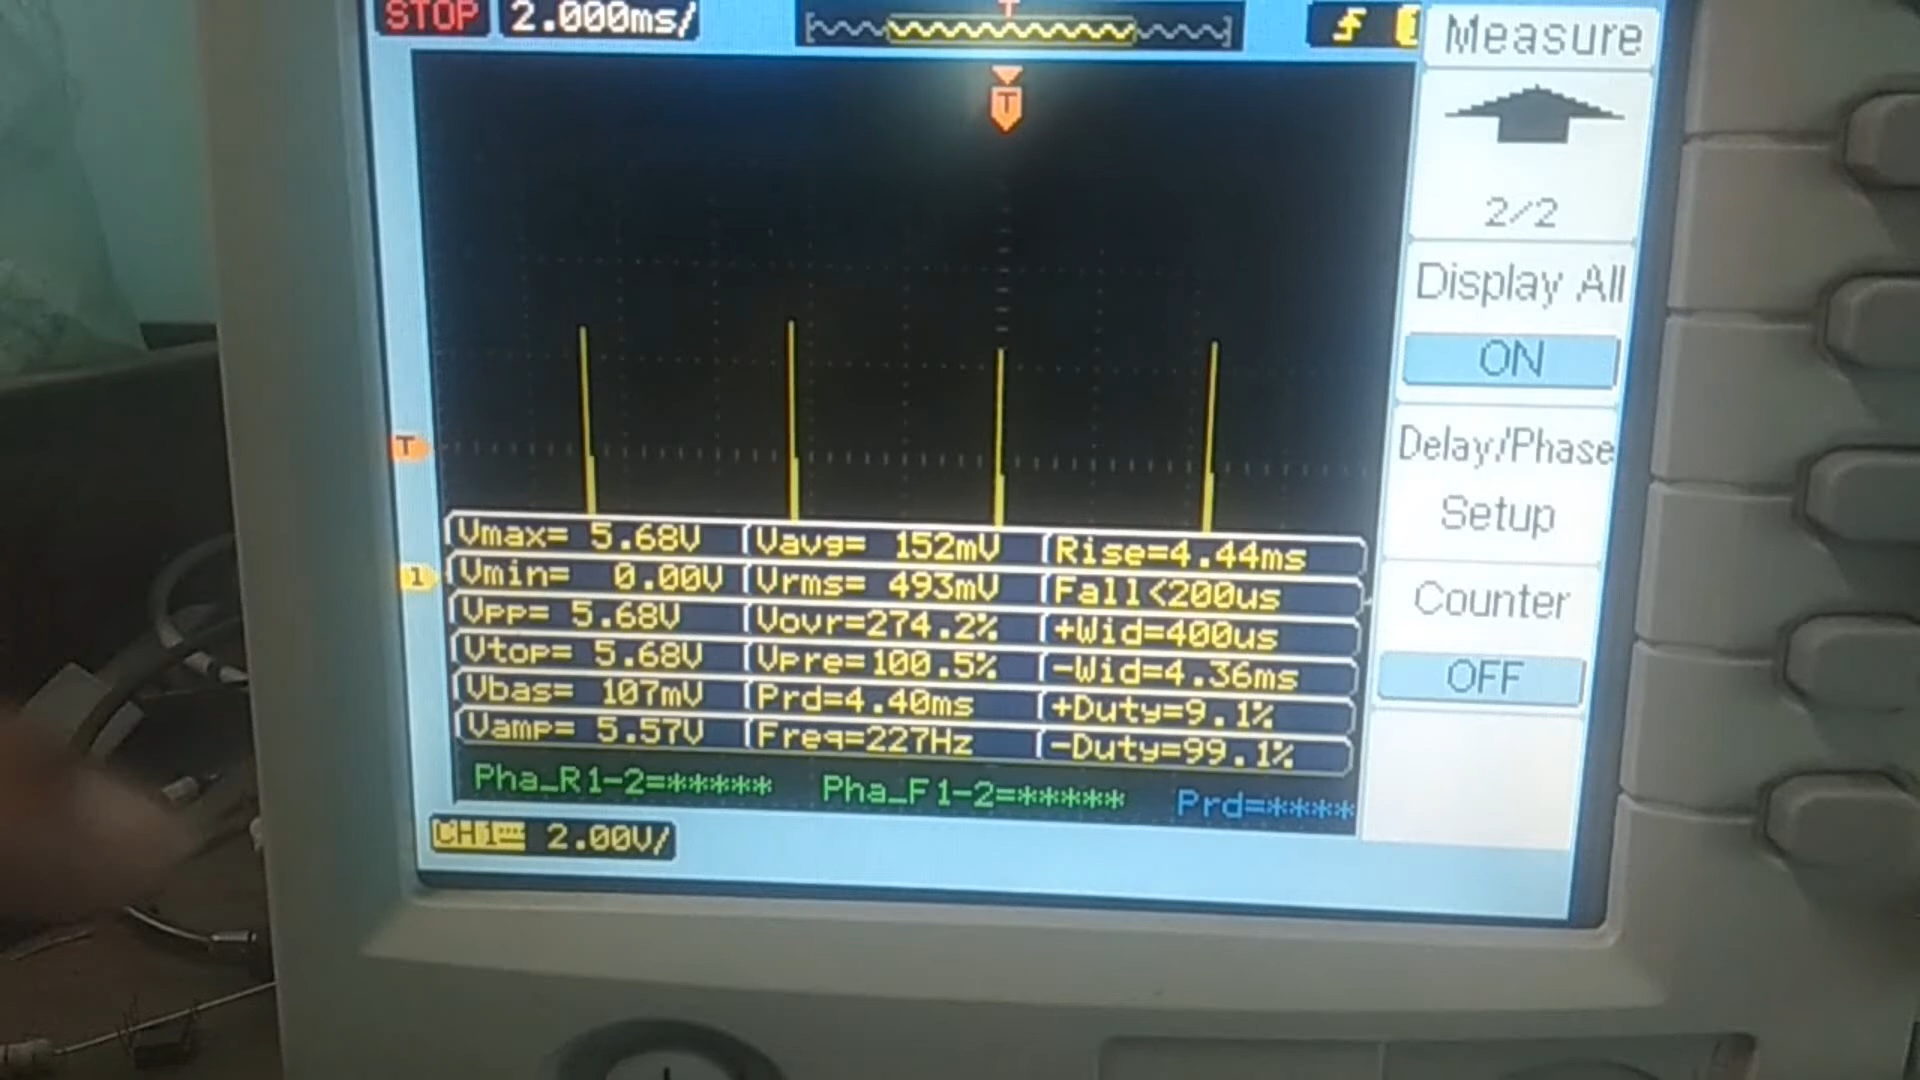 STOP 2.000ms/ T
Measure
T
2/2
Display All
ON
T
Delay/Phase
Setup
Vmax= 5.68V Vavg= 152mV Rise=4.44ms
1 Vmin= 0.00V Vrms= 493mV Fall<200us
Vpp= 5.68V Vovr=274.2% +Wid=400us
Vtop= 5.68V Vpre=100.5% -Wid=4.36ms
Vbas= 107mV Prd=4.40ms +Duty=9.1%
Vamp= 5.57V Freq=227Hz -Duty=99.1%
Counter
OFF
Pha_R1-2=***** Pha_F1-2=***** Prd=****
CH1 2.00V/